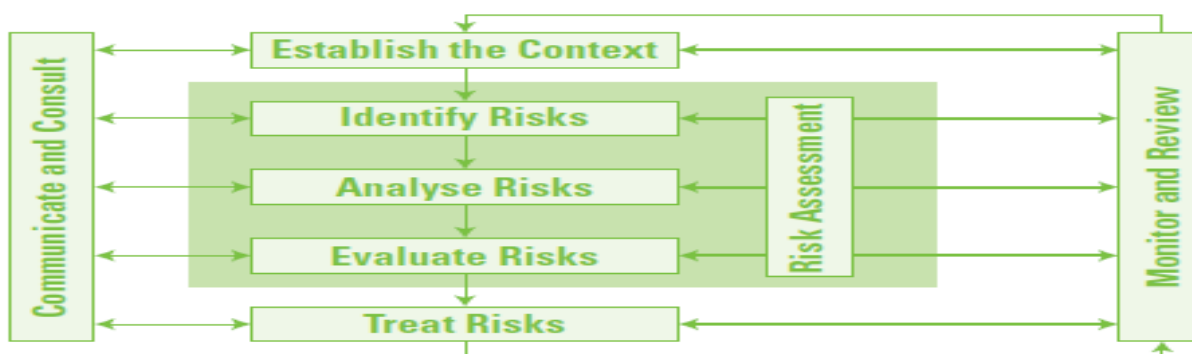 Communicate and Consult
Establish the Context
Identify Risks
Analyse Risks
Evaluate Risks
Treat Risks
Risk Assessment
Monitor and Review